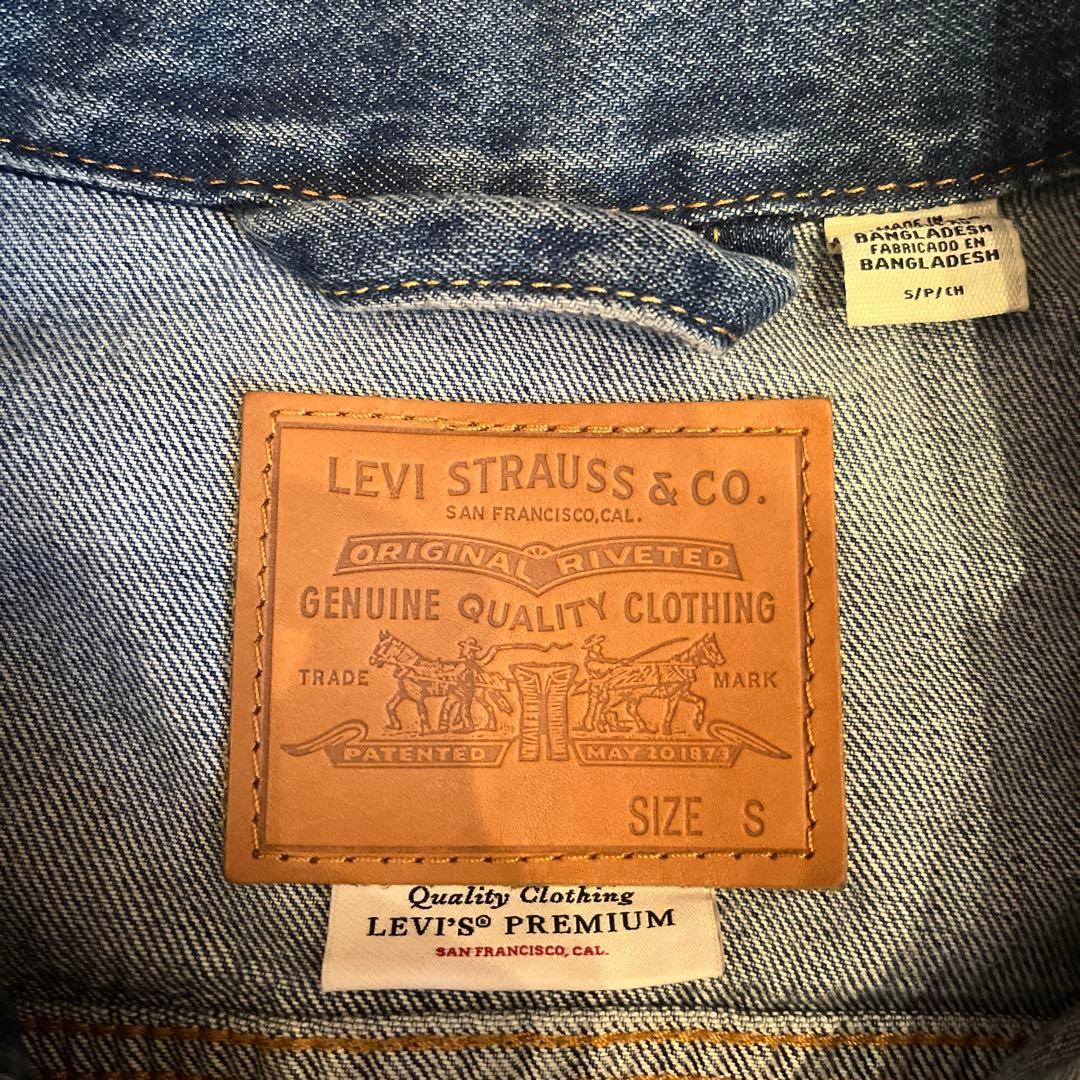 MADE IN
BANGLADESH
FABRICADO EN
BANGLADESH
S/P/CH
LEVI STRAUSS & CO.
SAN FRANCISCO, CAL.
ORIGINAL RIVETED
GENUINE QUALITY CLOTHING
TRADE MARK
PATENTED MAY 20 1873
SIZE S
Quality Clothing
LEVI'S® PREMIUM
SAN FRANCISCO, CAL.